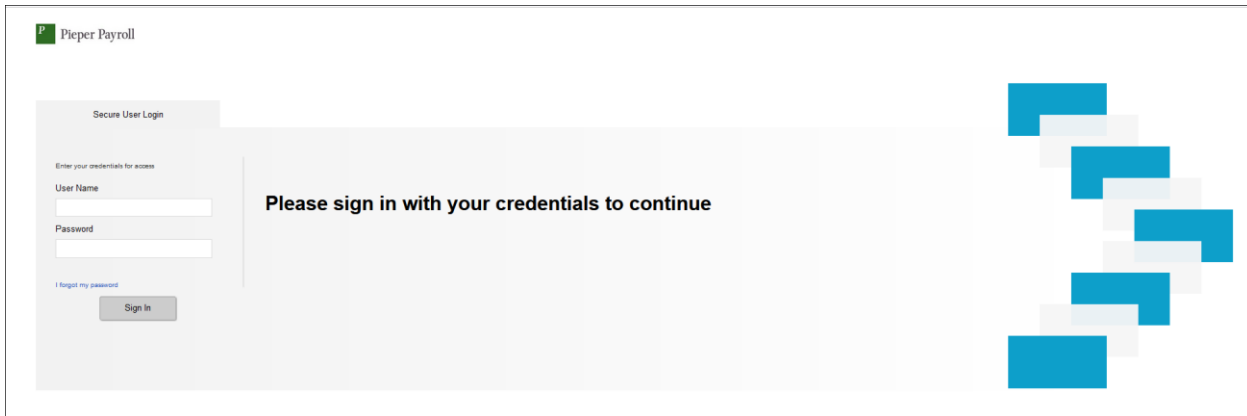 P Pieper Payroll
Secure User Login
Enter your credentials for access
User Name
Password
I forgot my password
Sign In
Please sign in with your credentials to continue